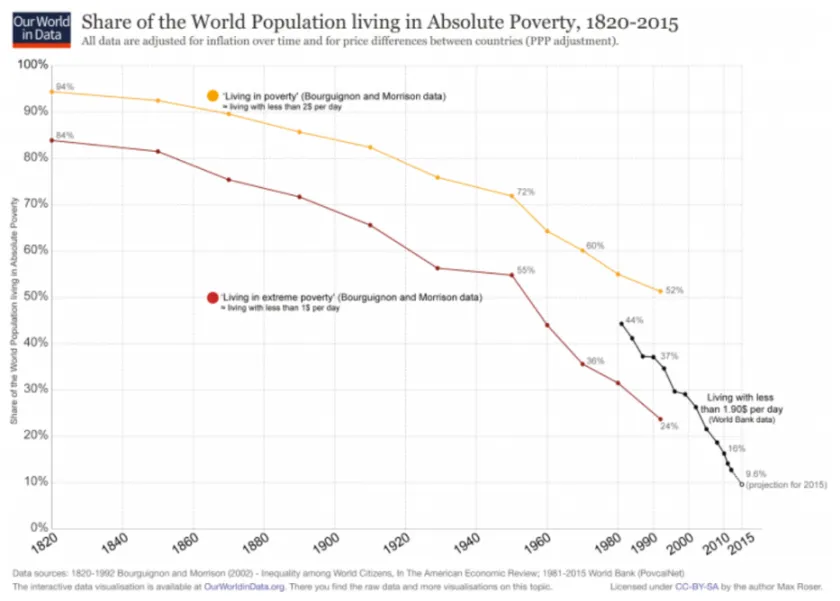 Our World
in Data
Share of the World Population living in Absolute Poverty, 1820-2015
All data are adjusted for inflation over time and for price differences between countries (PPP adjustment).
100%
90%
80%
70%
60%
50%
40%
30%
20%
10%
0%
Share of the World Population living in Absolute Poverty
94%
84%
'Living in poverty' (Bourguignon and Morrison data)
= living with less than 2$ per day
72%
60%
52%
'Living in extreme poverty' (Bourguignon and Morrison data)
= living with less than 1$ per day
55%
36%
24%
44%
37%
Living with less
than 1.90$ per day
(World Bank data)
16%
9.6%
(projection for 2015)
1820
1840
1860
1880
1900
1920
1940
1960
1980
1990
2000
2010
2015
Data sources: 1820-1992 Bourguignon and Morrison (2002) - Inequality among World Citizens, In The American Economic Review; 1981-2015 World Bank (PovcalNet)
The interactive data visualisation is available at OurWorldinData.org. There you find the raw data and more visualisations on this topic.
Licensed under CC-BY-SA by the author Max Roser.